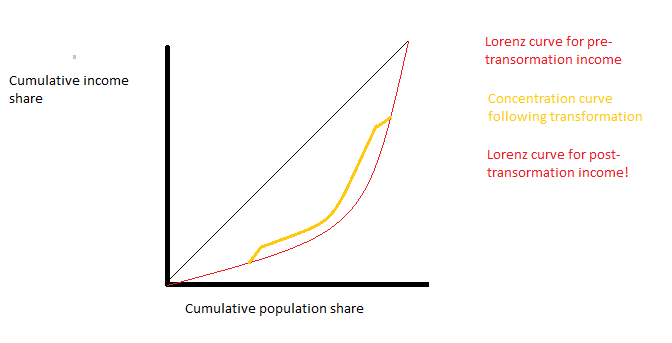 Cumulative income
share
Lorenz curve for pre-
transormation income
Concentration curve
following transformation
Lorenz curve for post-
transormation income!
Cumulative population share